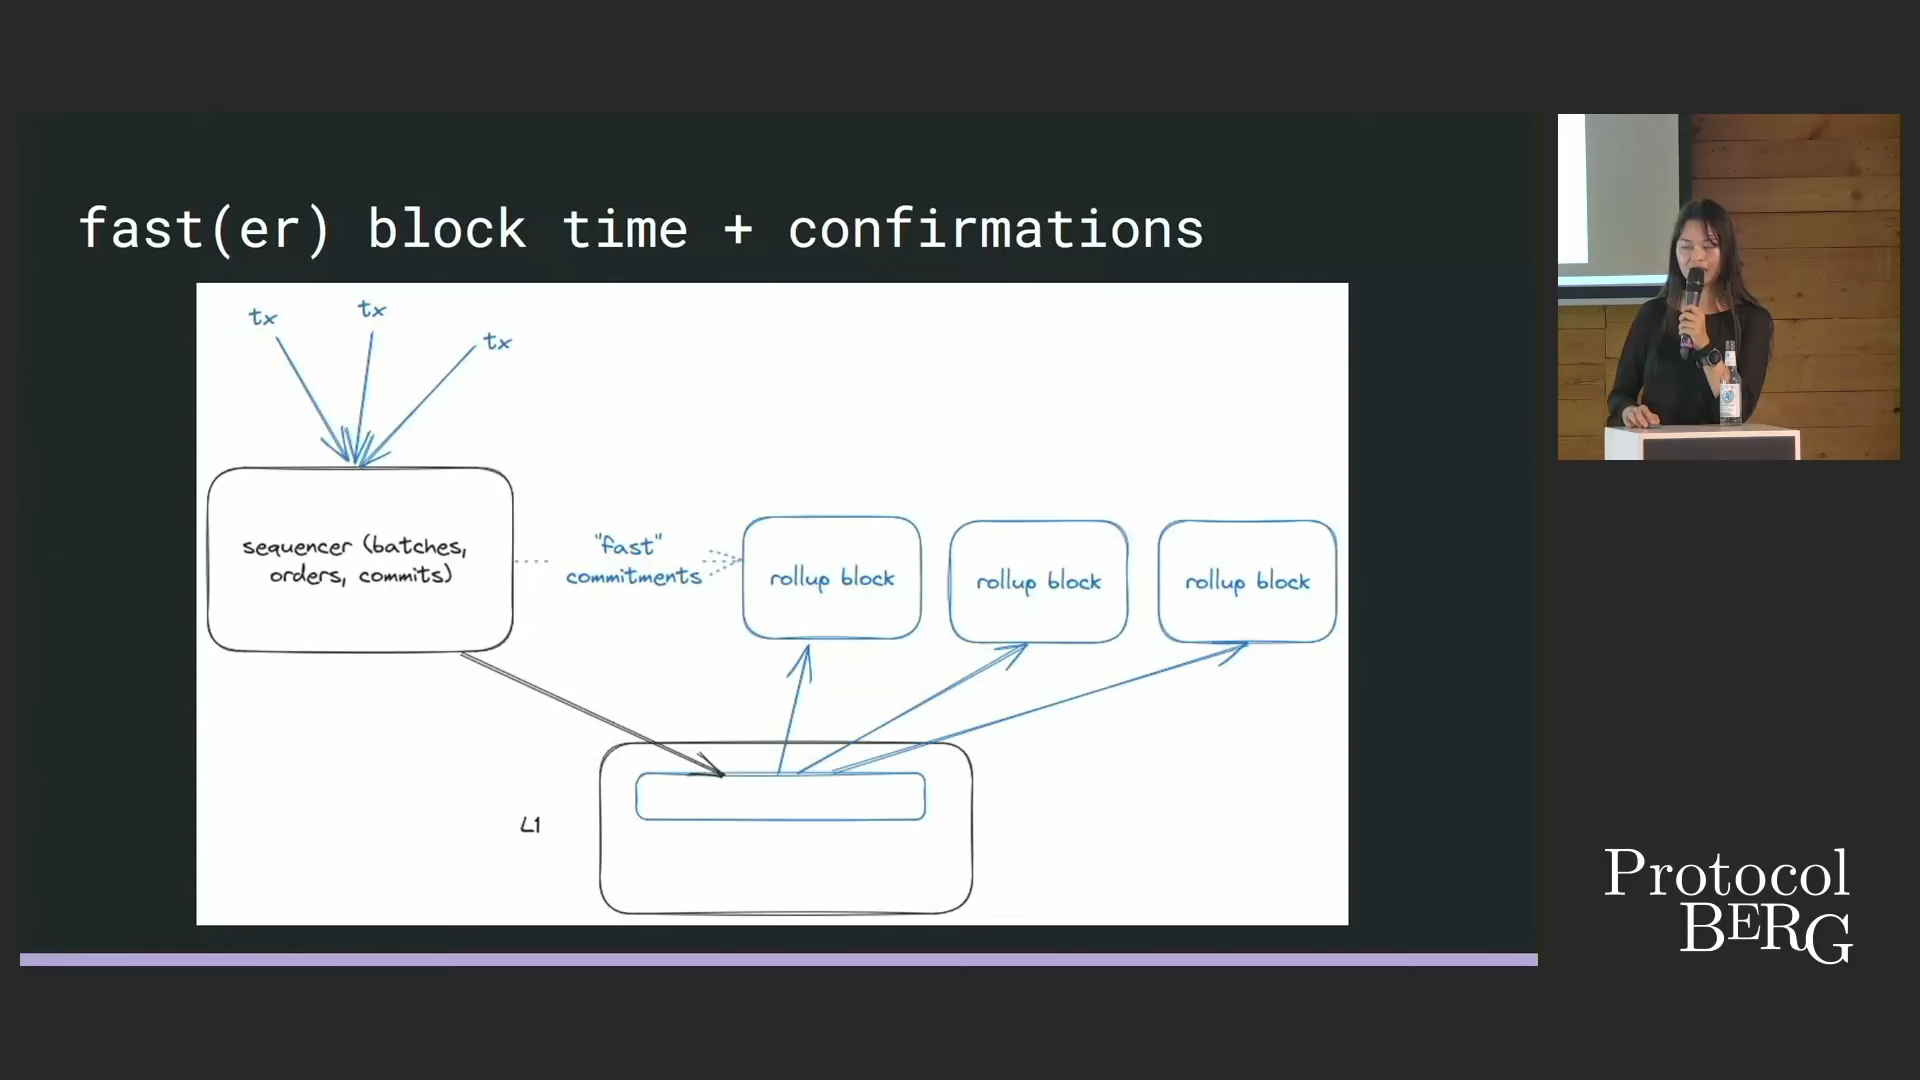 fast(er) block time + confirmations
tx
tx
tx
sequencer (batches,
orders, commits)
"fast"
commitments
rollup block
rollup block
rollup block
L1
Protocol
BERG